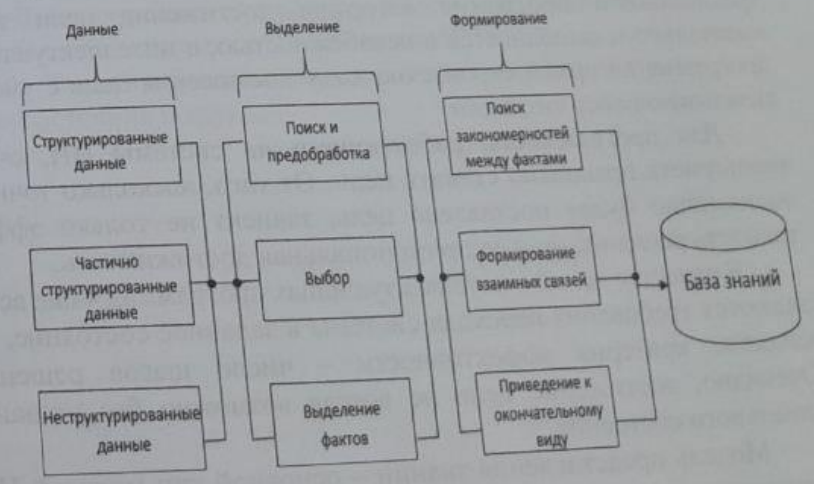 Данные
Выделение
Формирование
Структурированные
данные
Поиск и
предобработка
Поиск
закономерностей
между фактами
Частично
структурированные
данные
Выбор
Формирование
взаимных связей
База знаний
Неструктурированные
данные
Выделение
фактов
Приведение к
окончательному
виду